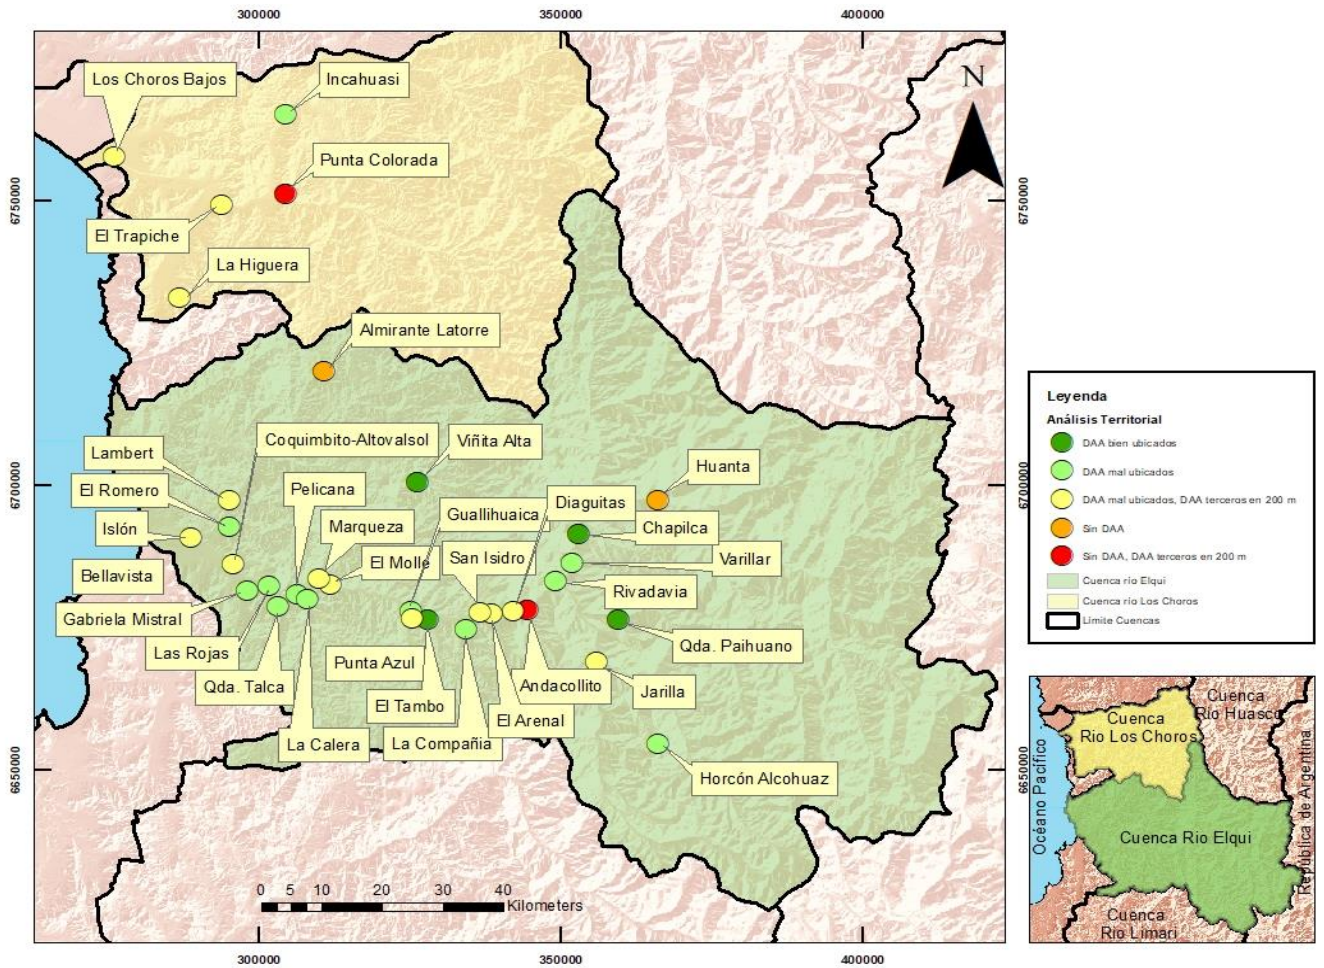 300000
350000
400000
N
Los Choros Bajos
Incahuasi
Punta Colorada
6750000
6750000
El Trapiche
La Higuera
Almirante Latorre
Coquimbito-Altovalsol
Viñita Alta
Lambert
Huanta
6700000
6700000
El Romero
Pelicana
Diaguitas
Guallihuaica
Islón
Marqueza
Chapilca
San Isidro
El Molle
Varillar
Bellavista
Rivadavia
Gabriela Mistral
Qda. Paihuano
Las Rojas
Punta Azul
Qda. Talca
Andacollito
Jarilla
El Tambo
El Arenal
La Calera
La Compañia
6650000
6650000
Horcón Alcohuaz
0 5 10 20 30 40
Kilometers
300000
350000
400000
Leyenda
Análisis Territorial
DAA bien ubicados
DAA mal ubicados
DAA mal ubicados, DAA terceros en 200 m
Sin DAA
Sin DAA, DAA terceros en 200 m
Cuenca río Elqui
Cuenca río Los Choros
Límite Cuencas
Cuenca
Rio Huasco
Cuenca
Rio Los Choros
Océano Pacífico
Cuenca Rio Elqui
República de Argentina
Cuenca
Rio Limarí